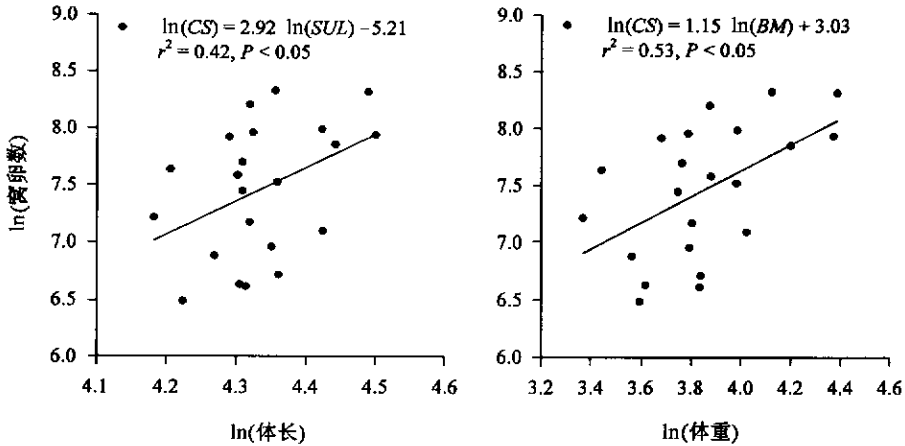 ln(CS) = 2.92 ln(SUL) −5.21
r² = 0.42, P < 0.05
9.0
8.5
8.0
7.5
7.0
6.5
6.0
4.1 4.2 4.3 4.4 4.5 4.6
ln(窝卵数)
ln(体长)
ln(CS) = 1.15 ln(BM) + 3.03
r² = 0.53, P < 0.05
9.0
8.5
8.0
7.5
7.0
6.5
6.0
3.2 3.4 3.6 3.8 4.0 4.2 4.4 4.6
ln(体重)